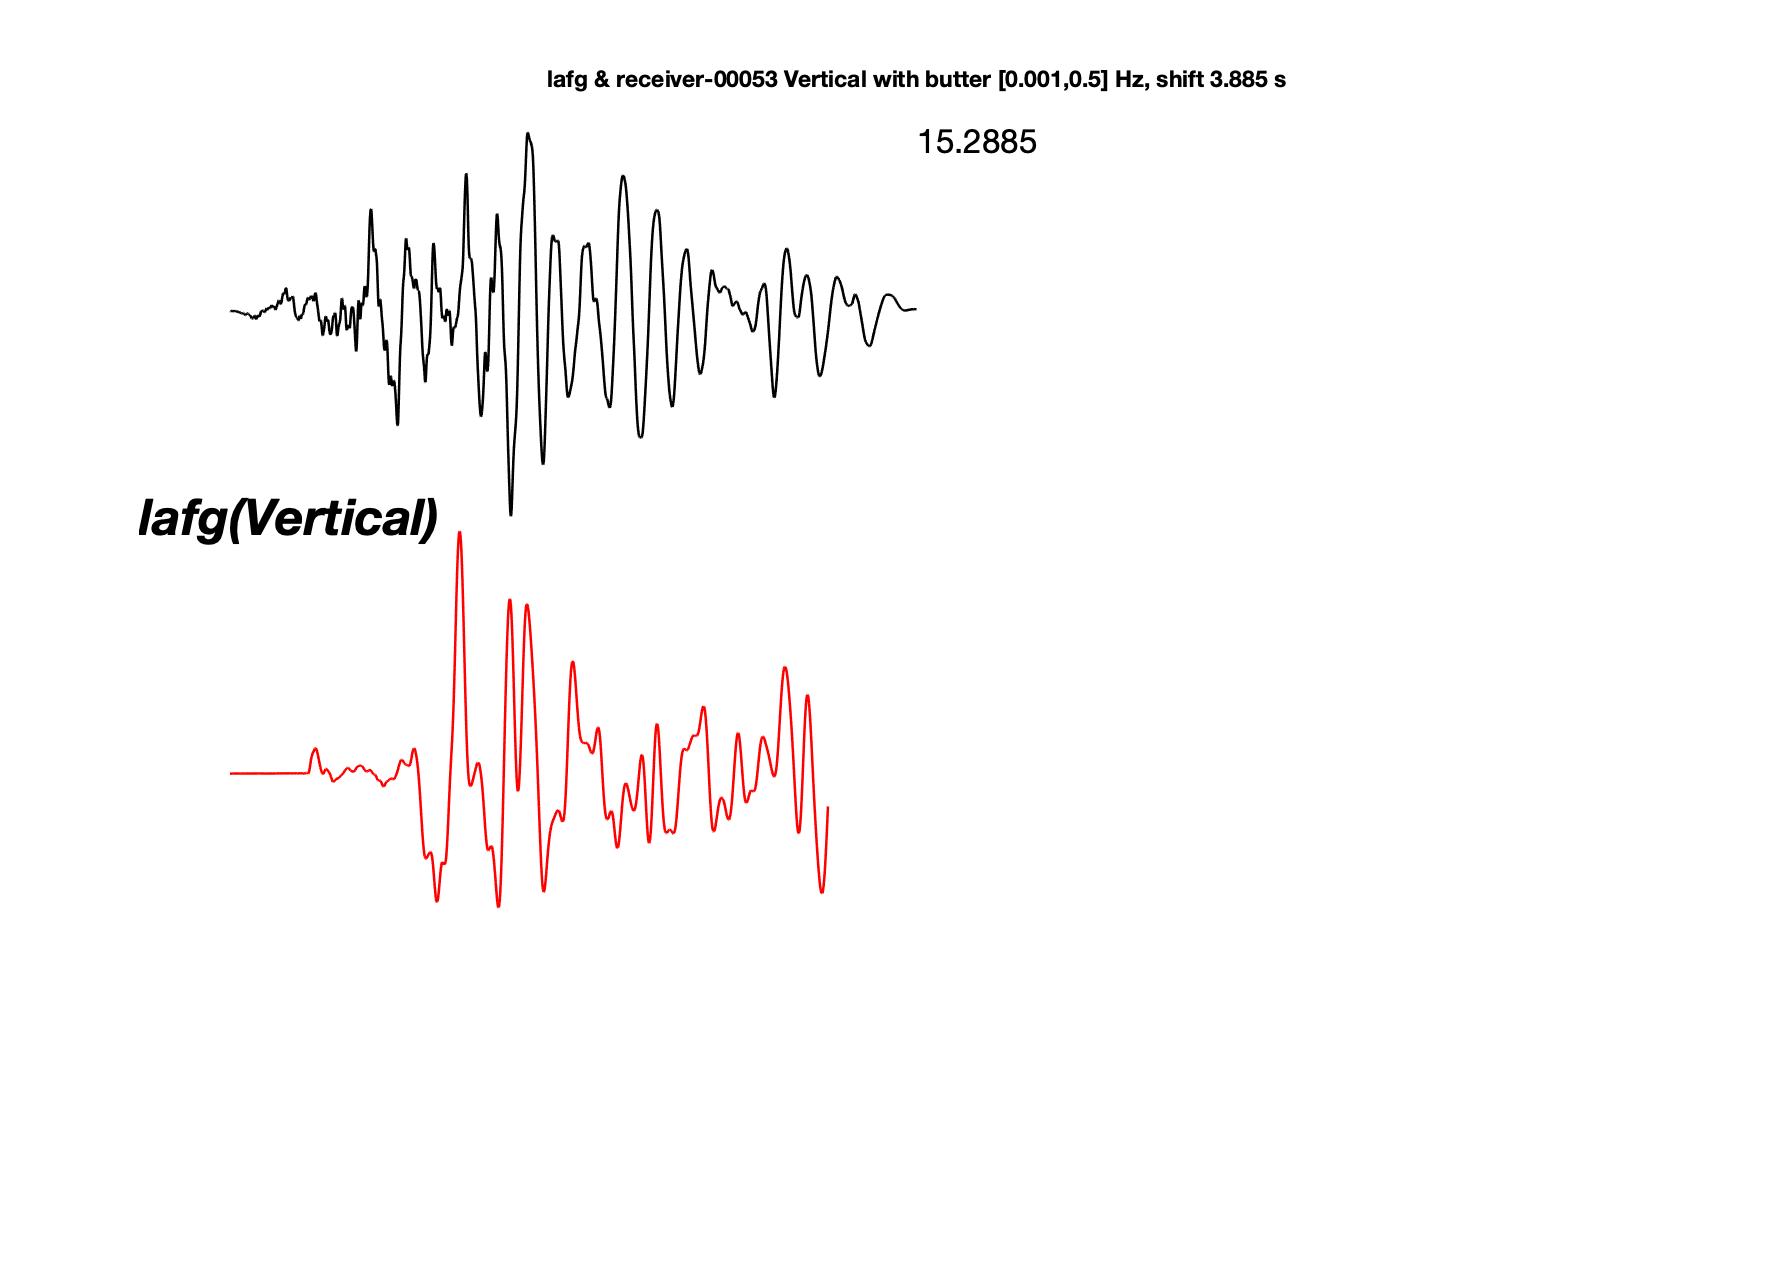 lafg & receiver-00053 Vertical with butter [0.001,0.5] Hz, shift 3.885 s
15.2885
lafg(Vertical)